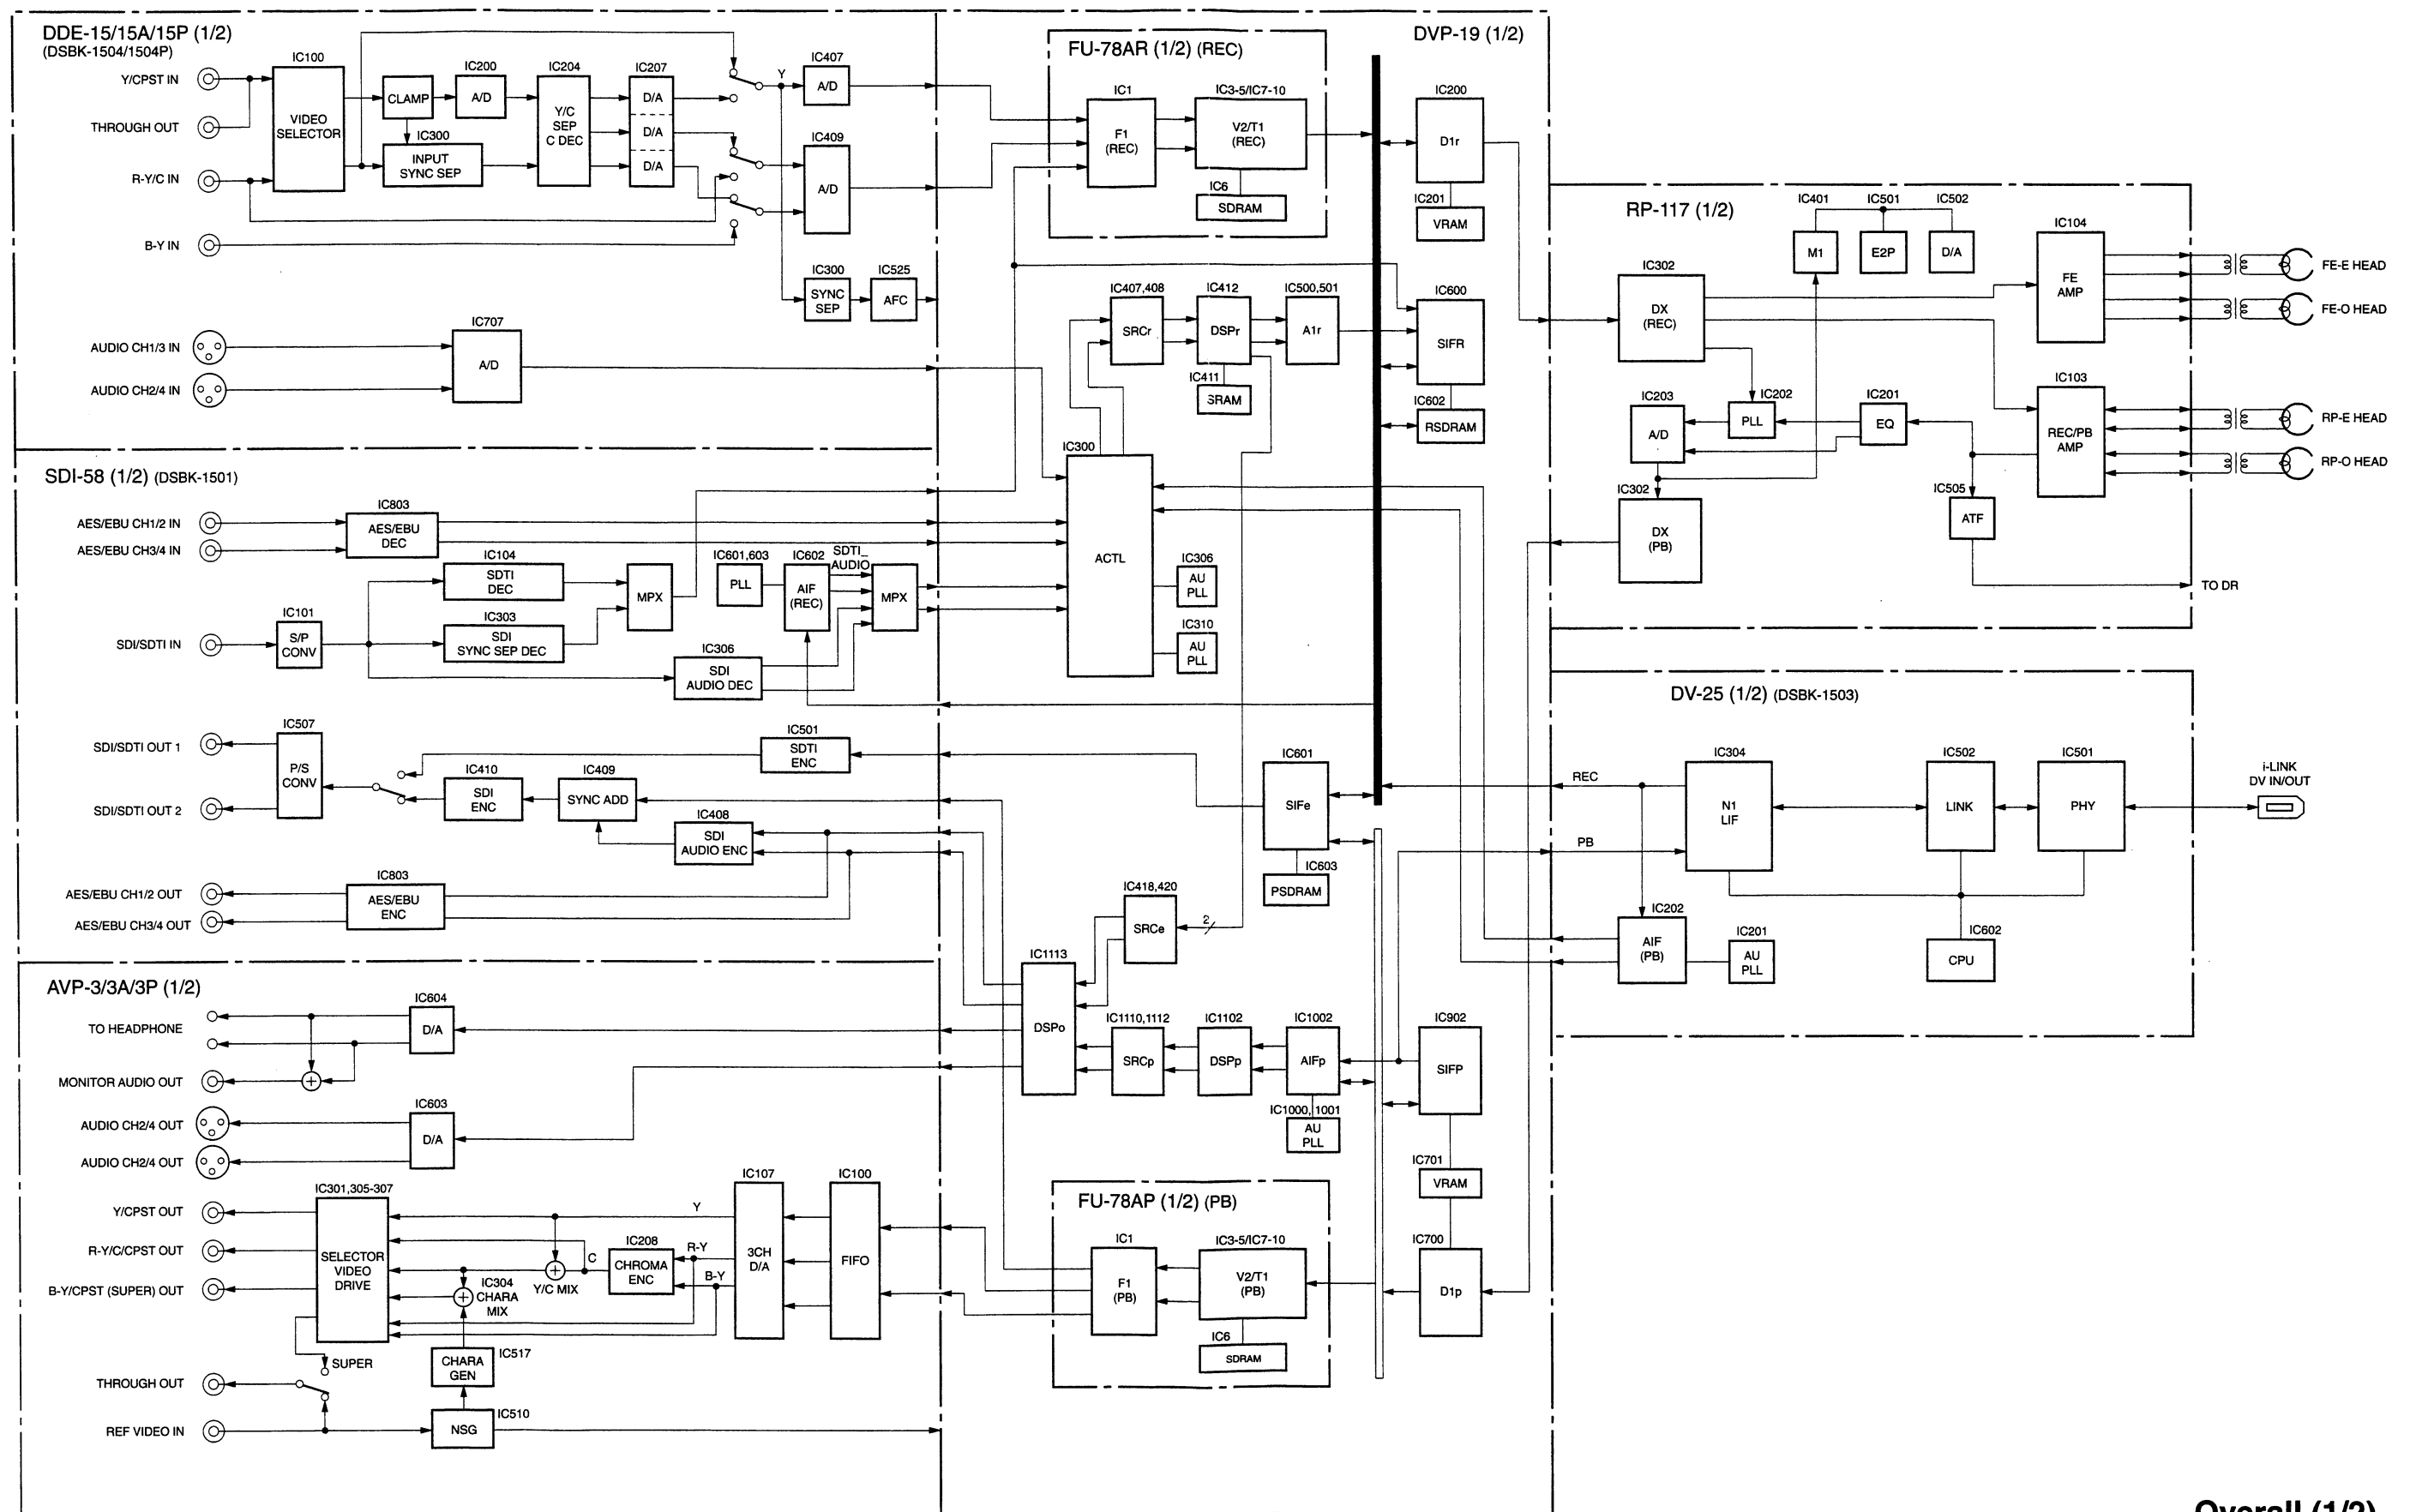 DDE-15/15A/15P (1/2)
(DSBK-1504/1504P)
Y/CPST IN
THROUGH OUT
R-Y/C IN
B-Y IN
AUDIO CH1/3 IN
AUDIO CH2/4 IN
IC100
VIDEO
SELECTOR
CLAMP
IC200
A/D
IC300
INPUT
SYNC SEP
IC204
Y/C
SEP
C DEC
IC207
D/A
D/A
D/A
Y
IC407
A/D
IC409
A/D
IC300
SYNC
SEP
IC525
AFC
IC707
A/D
DVP-19 (1/2)
FU-78AR (1/2) (REC)
IC1
F1
(REC)
IC3-5/IC7-10
V2/T1
(REC)
IC6
SDRAM
IC200
D1r
IC201
VRAM
IC407,408
SRCr
IC412
DSPr
IC500,501
A1r
IC411
SRAM
IC600
SIFR
IC602
RSDRAM
IC300
ACTL
IC306
AU
PLL
IC310
AU
PLL
RP-117 (1/2)
IC401
M1
IC501
E2P
IC502
D/A
IC104
FE
AMP
IC302
DX
(REC)
IC202
PLL
IC203
A/D
IC201
EQ
IC103
REC/PB
AMP
IC302
DX
(PB)
IC505
ATF
FE-E HEAD
FE-O HEAD
RP-E HEAD
RP-O HEAD
TO DR
SDI-58 (1/2) (DSBK-1501)
AES/EBU CH1/2 IN
AES/EBU CH3/4 IN
SDI/SDTI IN
SDI/SDTI OUT 1
SDI/SDTI OUT 2
AES/EBU CH1/2 OUT
AES/EBU CH3/4 OUT
IC803
AES/EBU
DEC
IC104
SDTI
DEC
IC303
SDI
SYNC SEP DEC
IC101
S/P
CONV
MPX
IC601,603
PLL
IC602
AIF
(REC)
SDTI_
AUDIO
MPX
IC306
SDI
AUDIO DEC
IC507
P/S
CONV
IC501
SDTI
ENC
IC410
SDI
ENC
IC409
SYNC ADD
IC408
SDI
AUDIO ENC
IC803
AES/EBU
ENC
IC601
SIFe
IC603
PSDRAM
IC418,420
SRCe
2
IC1113
DSPo
IC1110,1112
SRCp
IC1102
DSPp
IC1002
AIFp
IC1000, 1001
AU
PLL
IC902
SIFP
IC701
VRAM
IC700
D1p
FU-78AP (1/2) (PB)
IC1
F1
(PB)
IC3-5/IC7-10
V2/T1
(PB)
IC6
SDRAM
DV-25 (1/2) (DSBK-1503)
REC
PB
IC304
N1
LIF
IC502
LINK
IC501
PHY
i-LINK
DV IN/OUT
IC202
AIF
(PB)
IC201
AU
PLL
IC602
CPU
AVP-3/3A/3P (1/2)
TO HEADPHONE
MONITOR AUDIO OUT
AUDIO CH2/4 OUT
AUDIO CH2/4 OUT
Y/CPST OUT
R-Y/C/CPST OUT
B-Y/CPST (SUPER) OUT
THROUGH OUT
REF VIDEO IN
IC604
D/A
IC603
D/A
IC301,305-307
SELECTOR
VIDEO
DRIVE
SUPER
IC304
CHARA
MIX
Y/C MIX
C
IC208
CHROMA
ENC
Y
R-Y
B-Y
IC107
3CH
D/A
IC100
FIFO
IC517
CHARA
GEN
IC510
NSG
Overall (1/2)